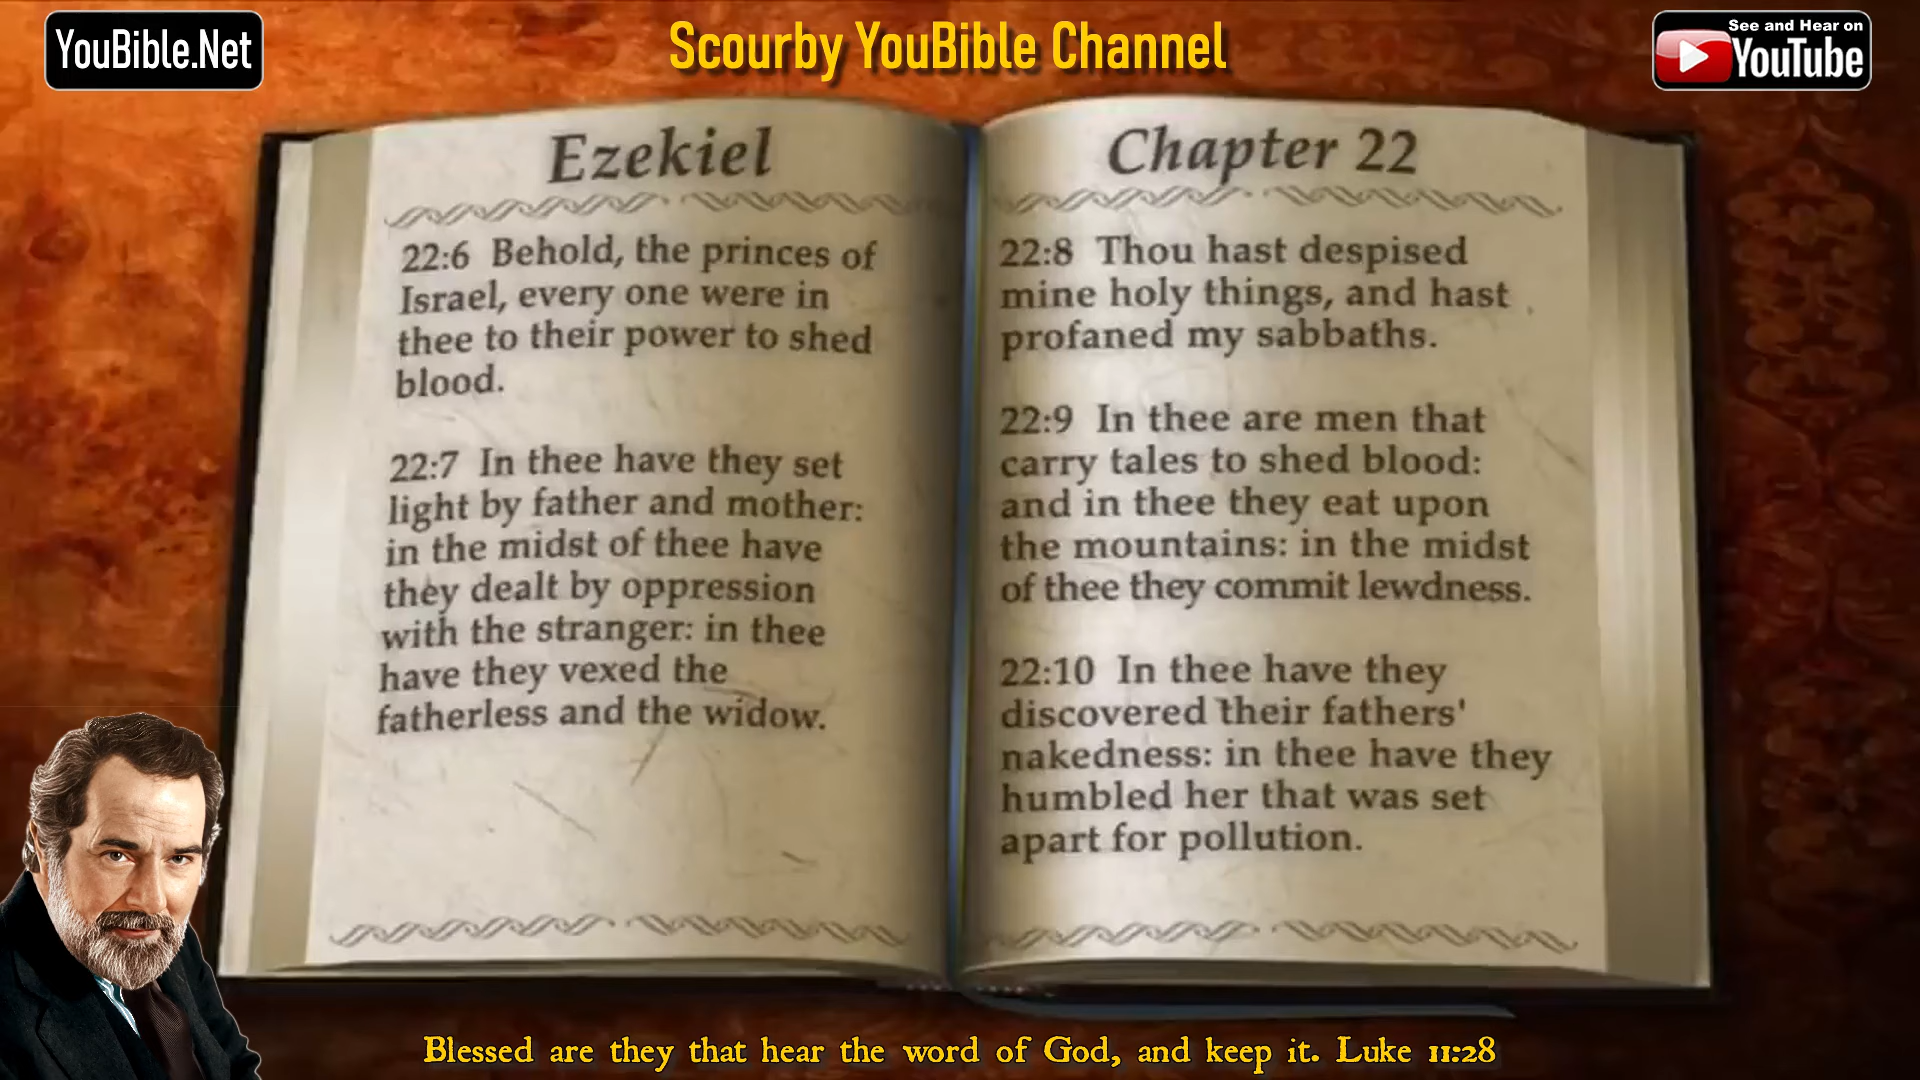 YouBible.Net
Scourby YouBible Channel
See and Hear on
YouTube
Ezekiel
22:6 Behold, the princes of
Israel, every one were in
thee to their power to shed
blood.
22:7 In thee have they set
light by father and mother:
in the midst of thee have
they dealt by oppression
with the stranger: in thee
have they vexed the
fatherless and the widow.
Chapter 22
22:8 Thou hast despised
mine holy things, and hast
profaned my sabbaths.
22:9 In thee are men that
carry tales to shed blood:
and in thee they eat upon
the mountains: in the midst
of thee they commit lewdness.
22:10 In thee have they
discovered their fathers'
nakedness: in thee have they
humbled her that was set
apart for pollution.
Blessed are they that hear the word of God, and keep it. Luke 11:28